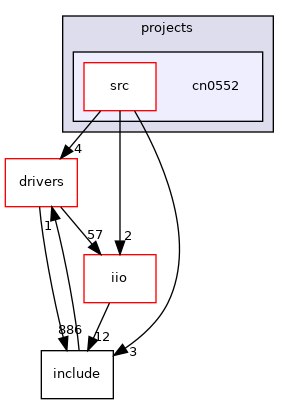 projects
src
cn0552
4
drivers
57
2
1
iio
886
12
3
include